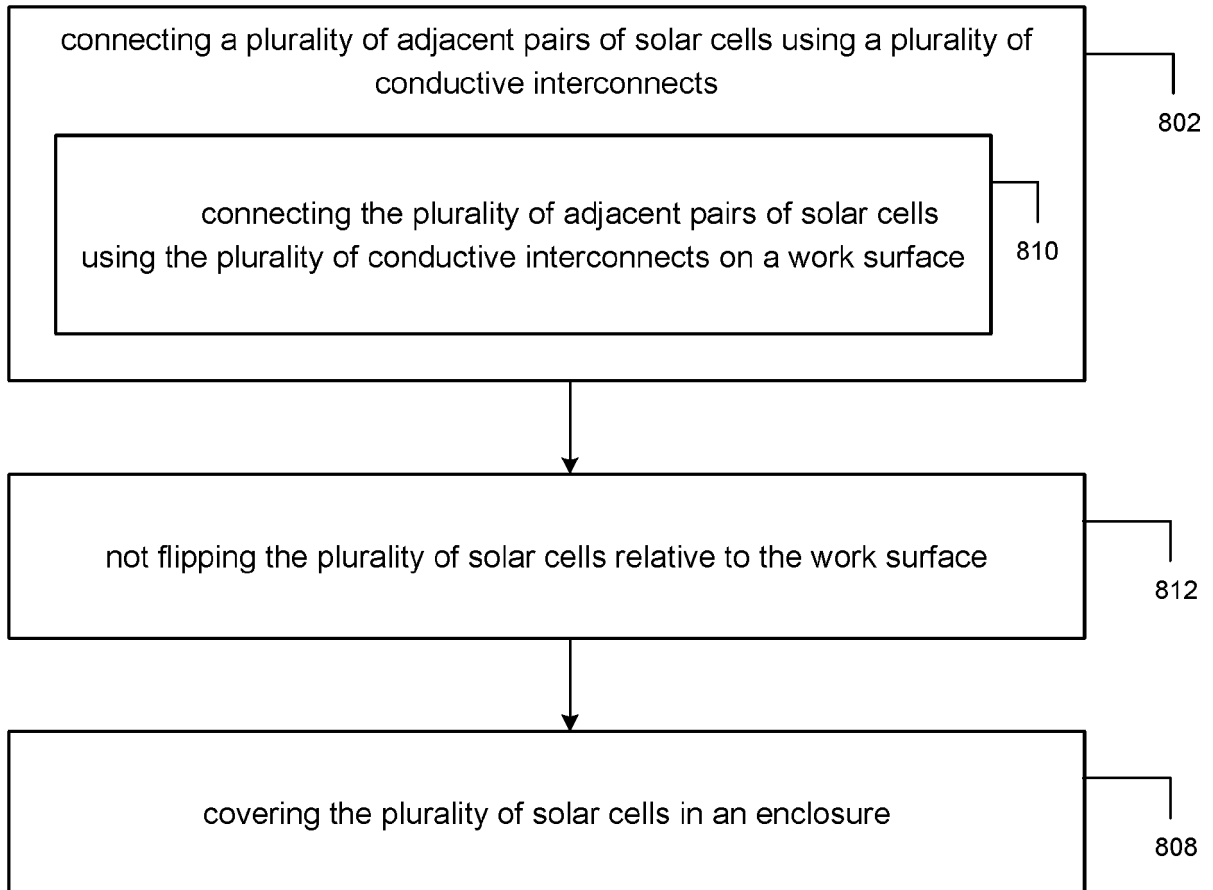 connecting a plurality of adjacent pairs of solar cells using a plurality of
conductive interconnects
802
connecting the plurality of adjacent pairs of solar cells
using the plurality of conductive interconnects on a work surface
810
not flipping the plurality of solar cells relative to the work surface
812
covering the plurality of solar cells in an enclosure
808